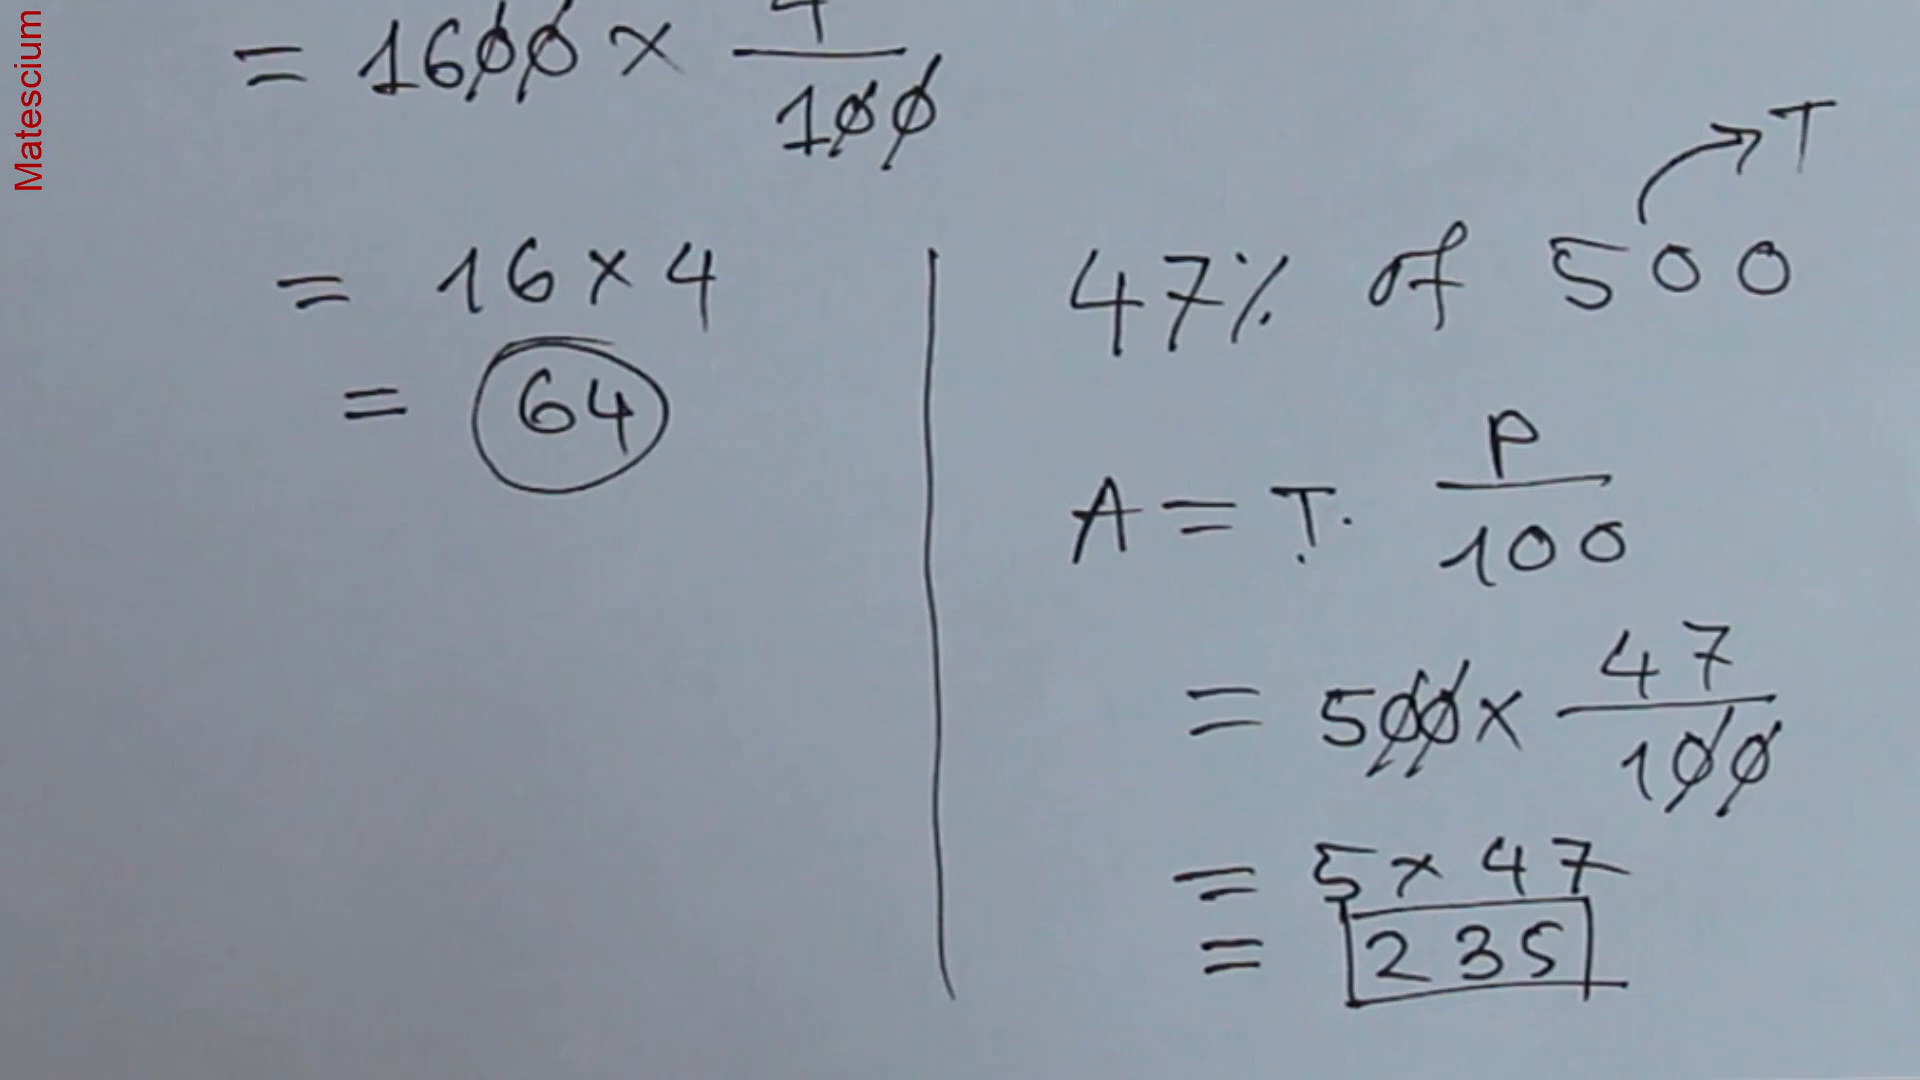 Matescium
= 1600 × 4/100
= 16 × 4
= 64
T
47% of 500
A = T. P/100
= 500 × 47/100
= 5 × 47
= 235